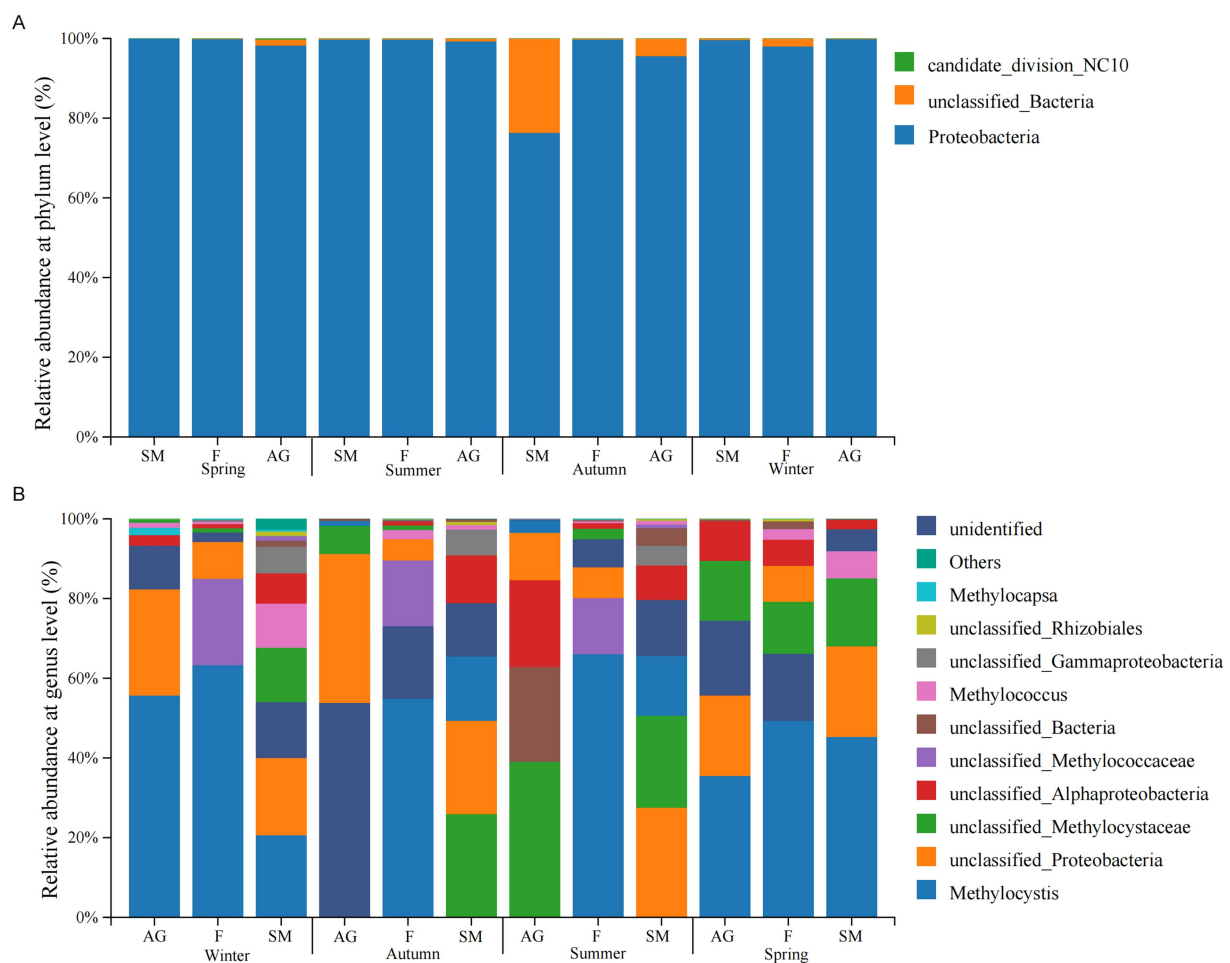 A
Relative abundance at phylum level (%)
100%
80%
60%
40%
20%
0%
SM F AG SM F AG SM F AG SM F AG
Spring Summer Autumn Winter
candidate_division_NC10
unclassified_Bacteria
Proteobacteria
B
Relative abundance at genus level (%)
100%
80%
60%
40%
20%
0%
AG F SM AG F SM AG F SM AG F SM
Winter Autumn Summer Spring
unidentified
Others
Methylocapsa
unclassified_Rhizobiales
unclassified_Gammaproteobacteria
Methylococcus
unclassified_Bacteria
unclassified_Methylococcaceae
unclassified_Alphaproteobacteria
unclassified_Methylocystaceae
unclassified_Proteobacteria
Methylocystis